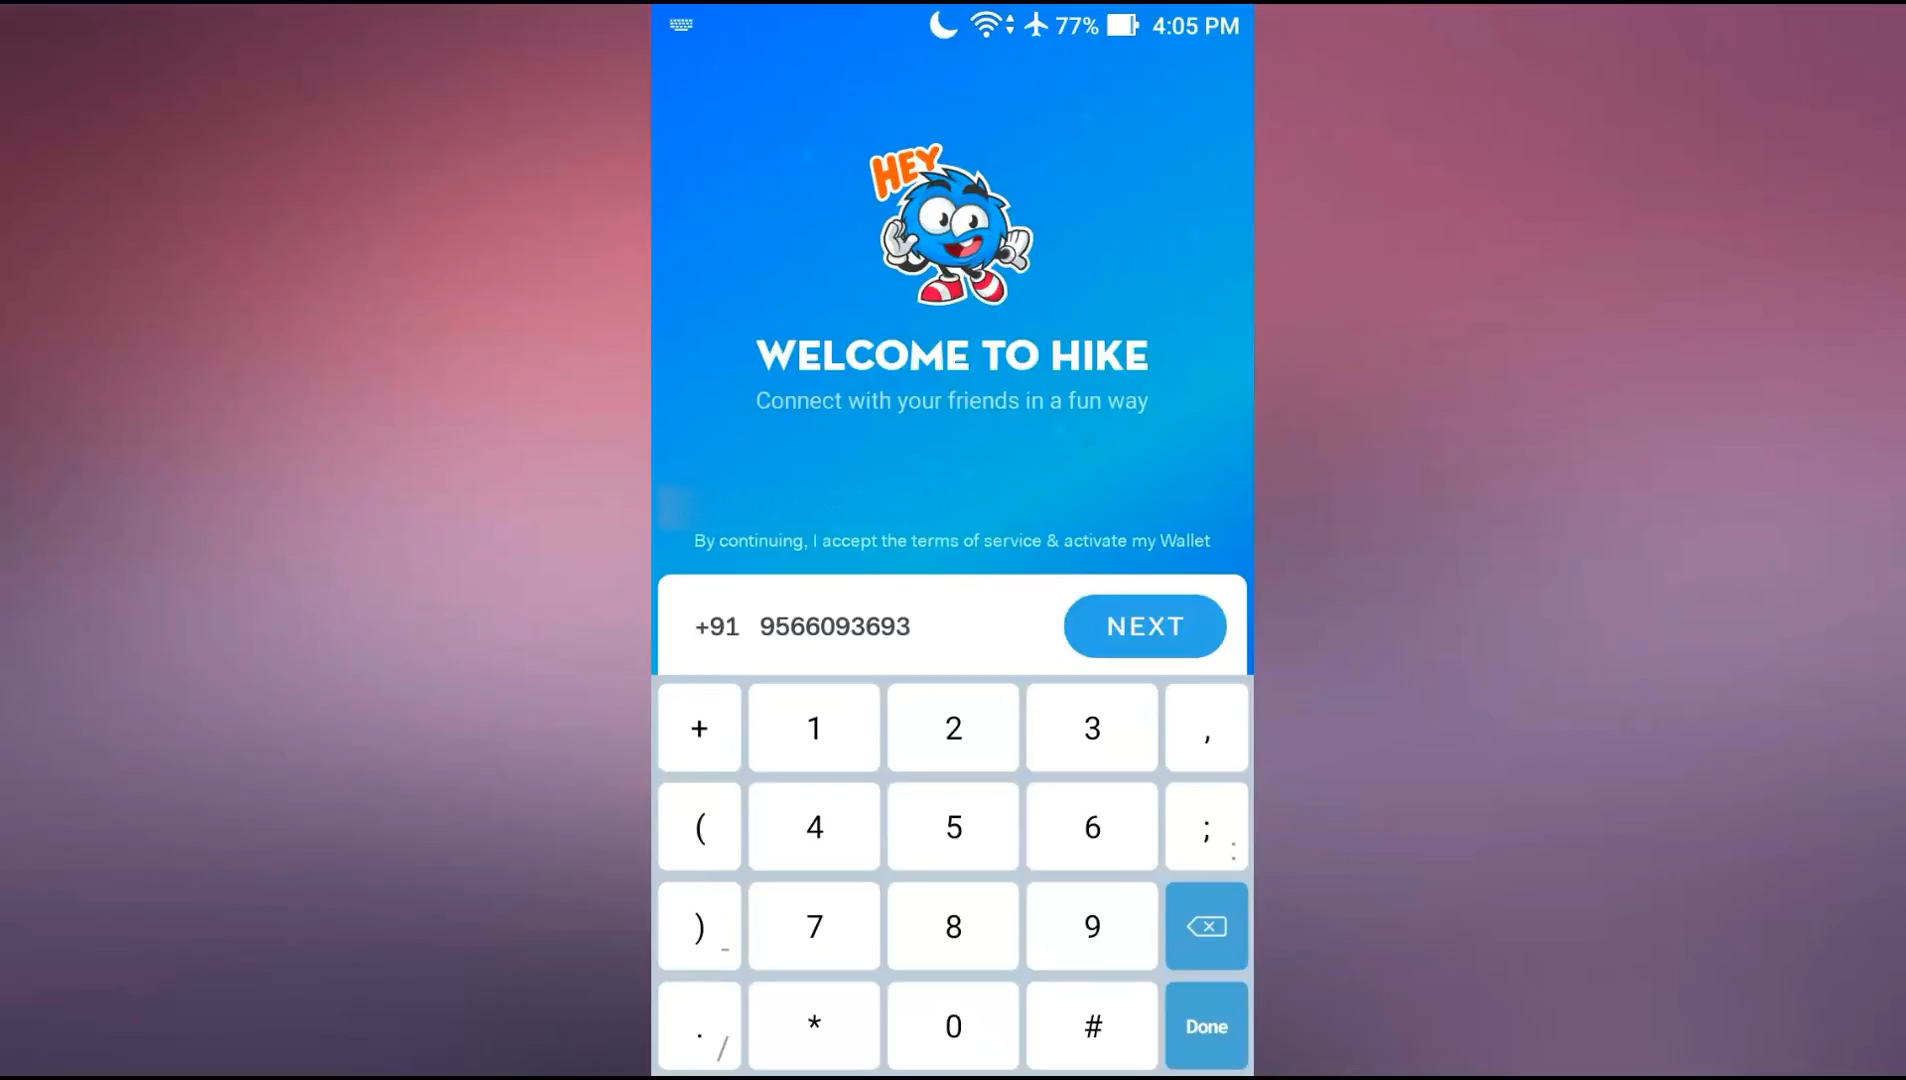 77% 4:05 PM
HEY
WELCOME TO HIKE
Connect with your friends in a fun way
By continuing, I accept the terms of service & activate my Wallet
+91 9566093693 NEXT
+ 1 2 3 ,
( 4 5 6 ; :
) _ 7 8 9
. / * 0 # Done